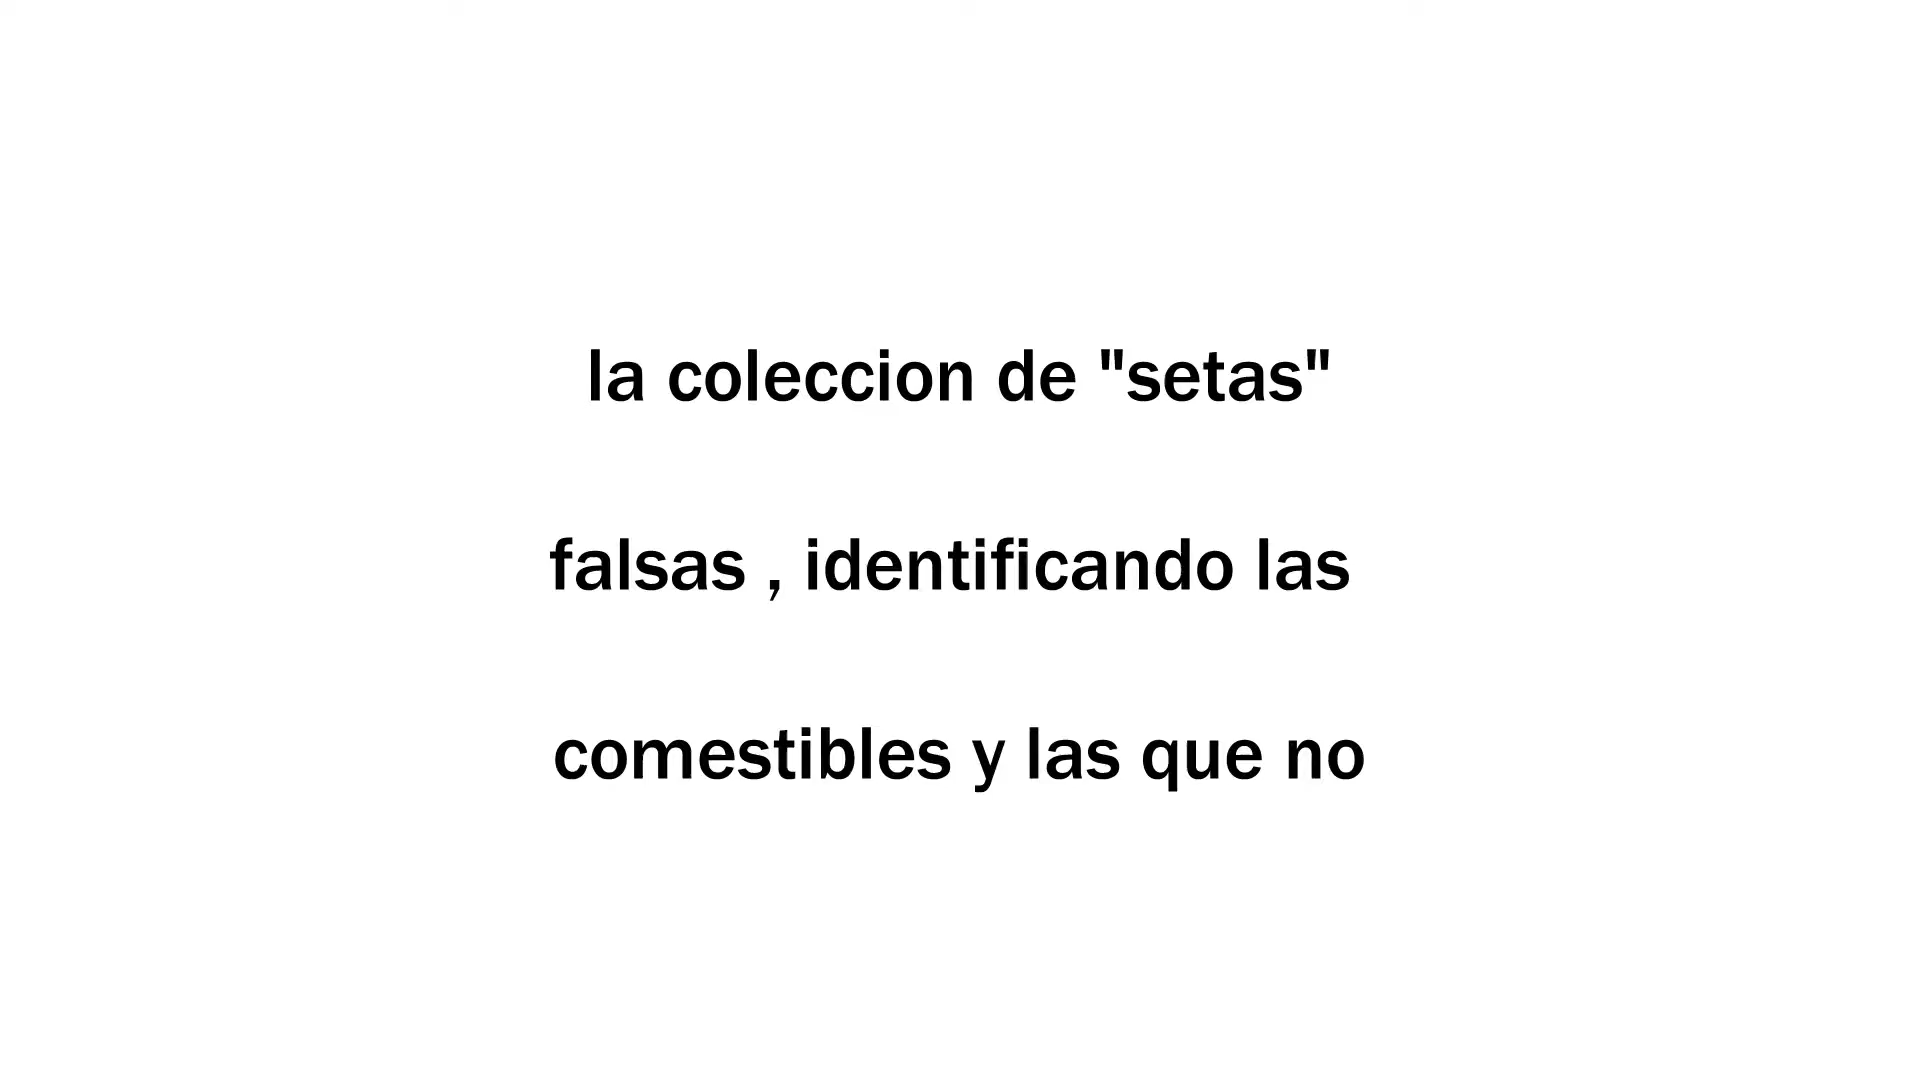 la coleccion de "setas"
falsas , identificando las
comestibles y las que no